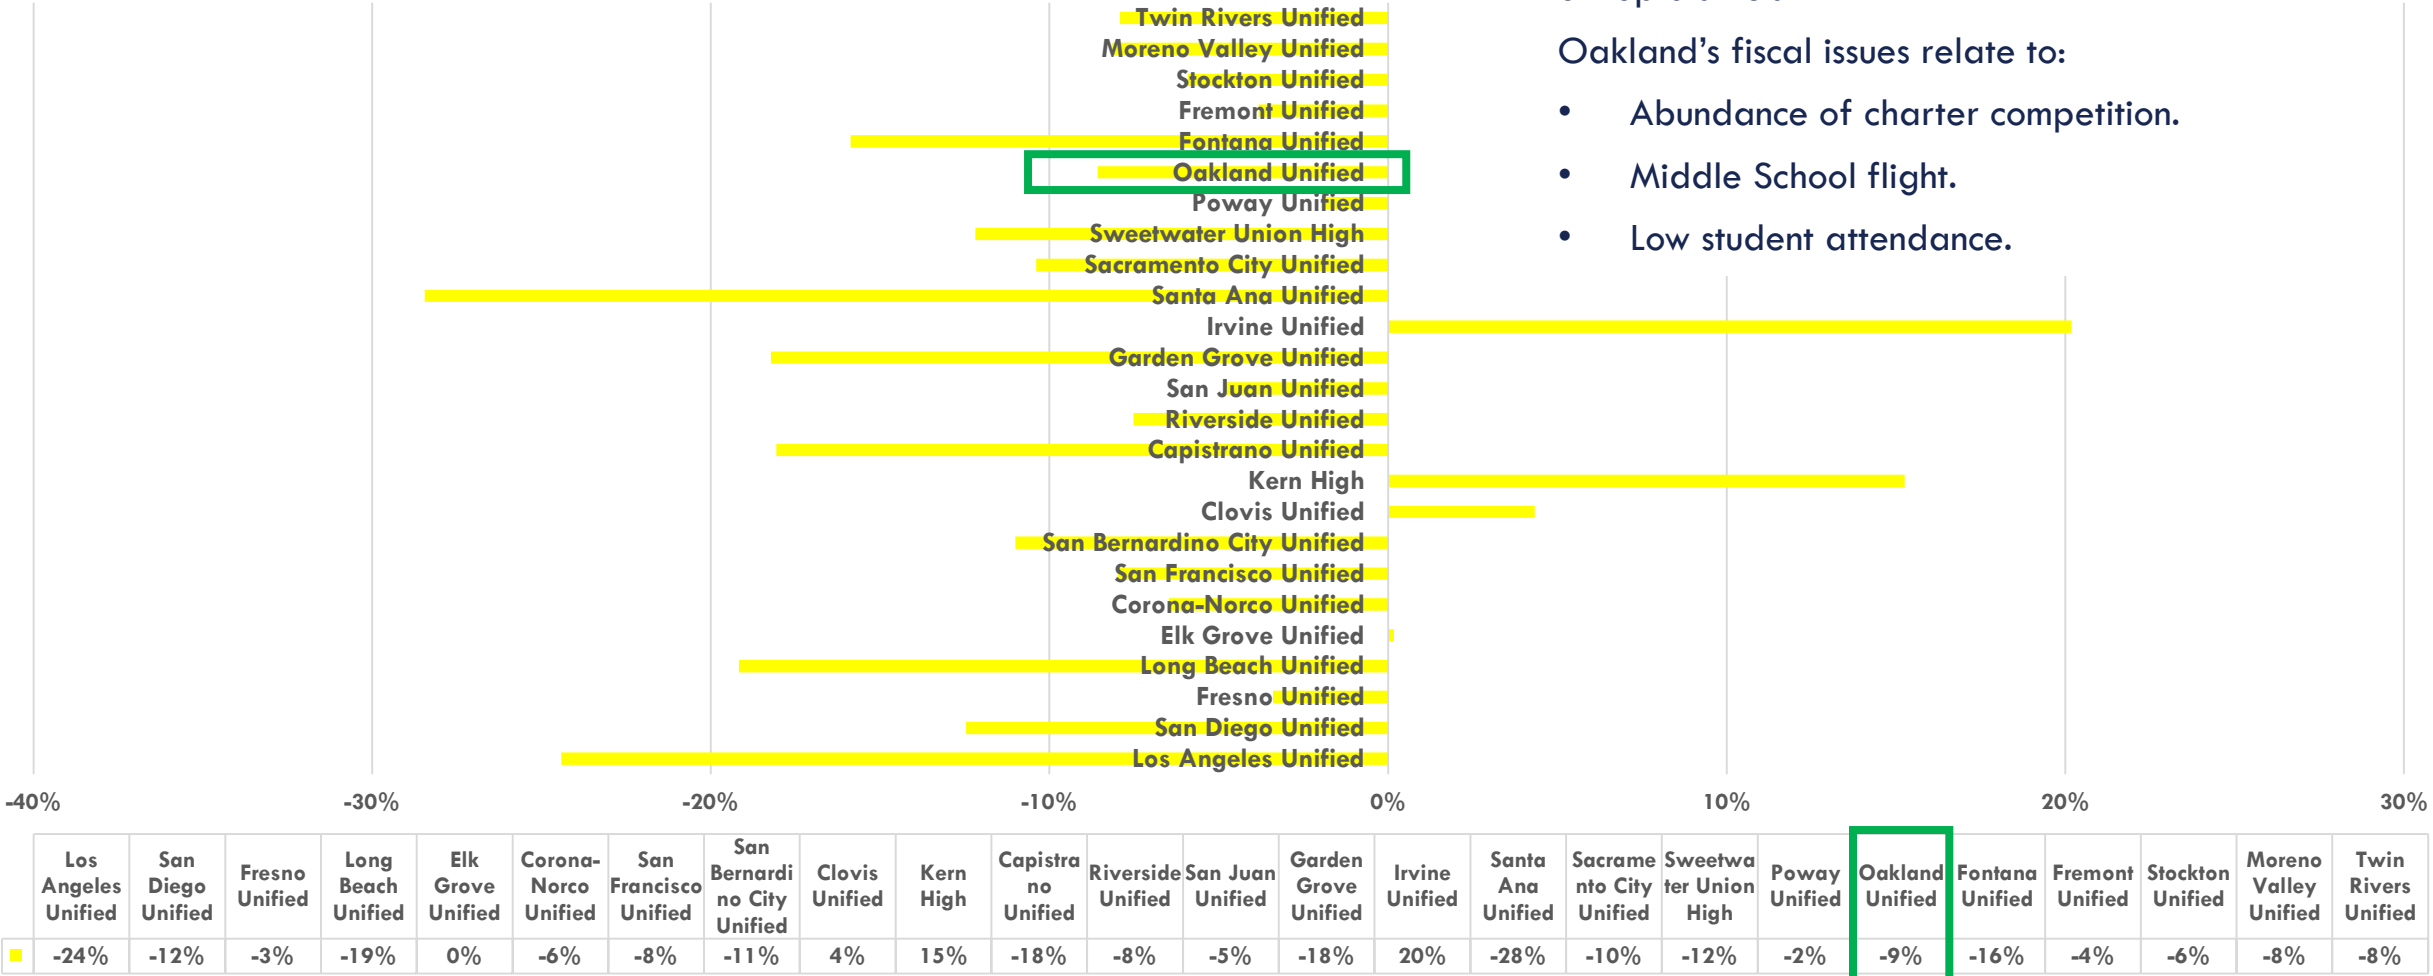 Oakland's fiscal issues relate to:
• Abundance of charter competition.
• Middle School flight.
• Low student attendance.
Twin Rivers Unified
Moreno Valley Unified
Stockton Unified
Fremont Unified
Fontana Unified
Oakland Unified
Poway Unified
Sweetwater Union High
Sacramento City Unified
Santa Ana Unified
Irvine Unified
Garden Grove Unified
San Juan Unified
Riverside Unified
Capistrano Unified
Kern High
Clovis Unified
San Bernardino City Unified
San Francisco Unified
Corona-Norco Unified
Elk Grove Unified
Long Beach Unified
Fresno Unified
San Diego Unified
Los Angeles Unified
-40% -30% -20% -10% 0% 10% 20% 30%
Los
Angeles
Unified
San
Diego
Unified
Fresno
Unified
Long
Beach
Unified
Elk
Grove
Unified
Corona-
Norco
Unified
San
Francisco
Unified
San
Bernardi
no City
Unified
Clovis
Unified
Kern
High
Capistra
no
Unified
Riverside
Unified
San Juan
Unified
Garden
Grove
Unified
Irvine
Unified
Santa
Ana
Unified
Sacrame
nto City
Unified
Sweetwa
ter Union
High
Poway
Unified
Oakland
Unified
Fontana
Unified
Fremont
Unified
Stockton
Unified
Moreno
Valley
Unified
Twin
Rivers
Unified
-24% -12% -3% -19% 0% -6% -8% -11% 4% 15% -18% -8% -5% -18% 20% -28% -10% -12% -2% -9% -16% -4% -6% -8% -8%